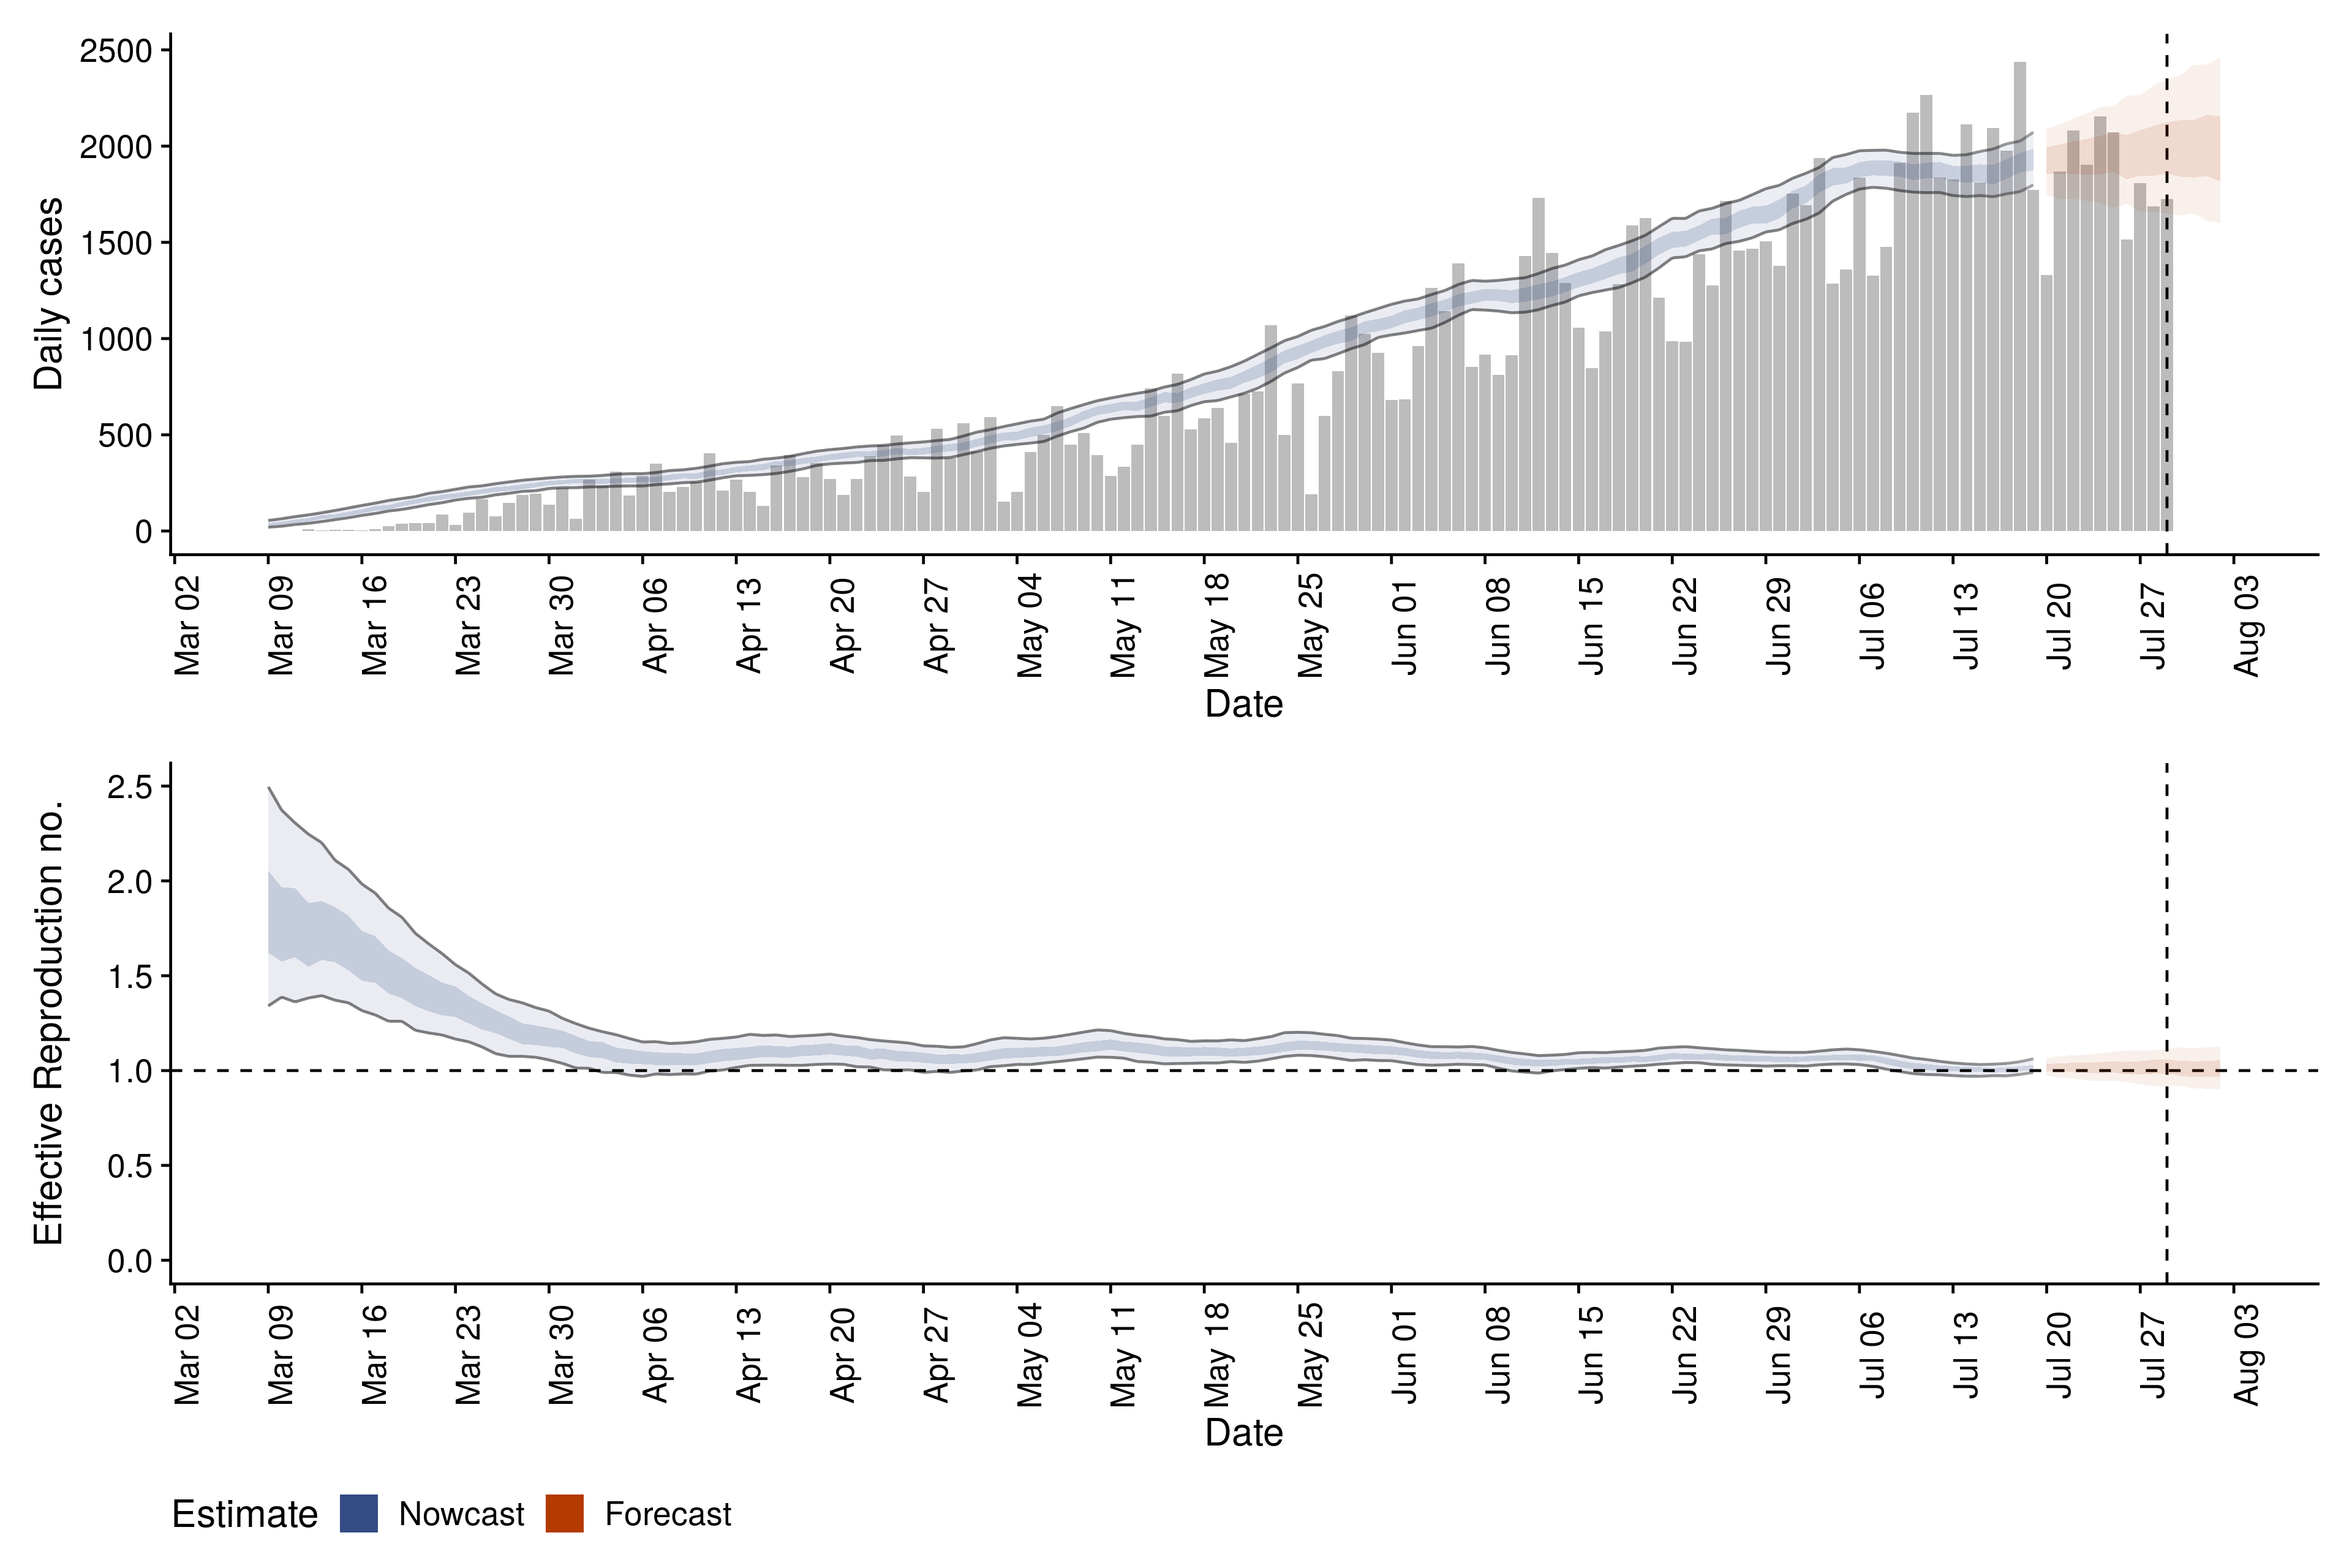 2500
2000
1500
1000
500
0
Daily cases
Mar 02 Mar 09 Mar 16 Mar 23 Mar 30 Apr 06 Apr 13 Apr 20 Apr 27 May 04 May 11 May 18 May 25 Jun 01 Jun 08 Jun 15 Jun 22 Jun 29 Jul 06 Jul 13 Jul 20 Jul 27 Aug 03
Date
2.5
2.0
1.5
1.0
0.5
0.0
Effective Reproduction no.
Mar 02 Mar 09 Mar 16 Mar 23 Mar 30 Apr 06 Apr 13 Apr 20 Apr 27 May 04 May 11 May 18 May 25 Jun 01 Jun 08 Jun 15 Jun 22 Jun 29 Jul 06 Jul 13 Jul 20 Jul 27 Aug 03
Date
Estimate Nowcast Forecast